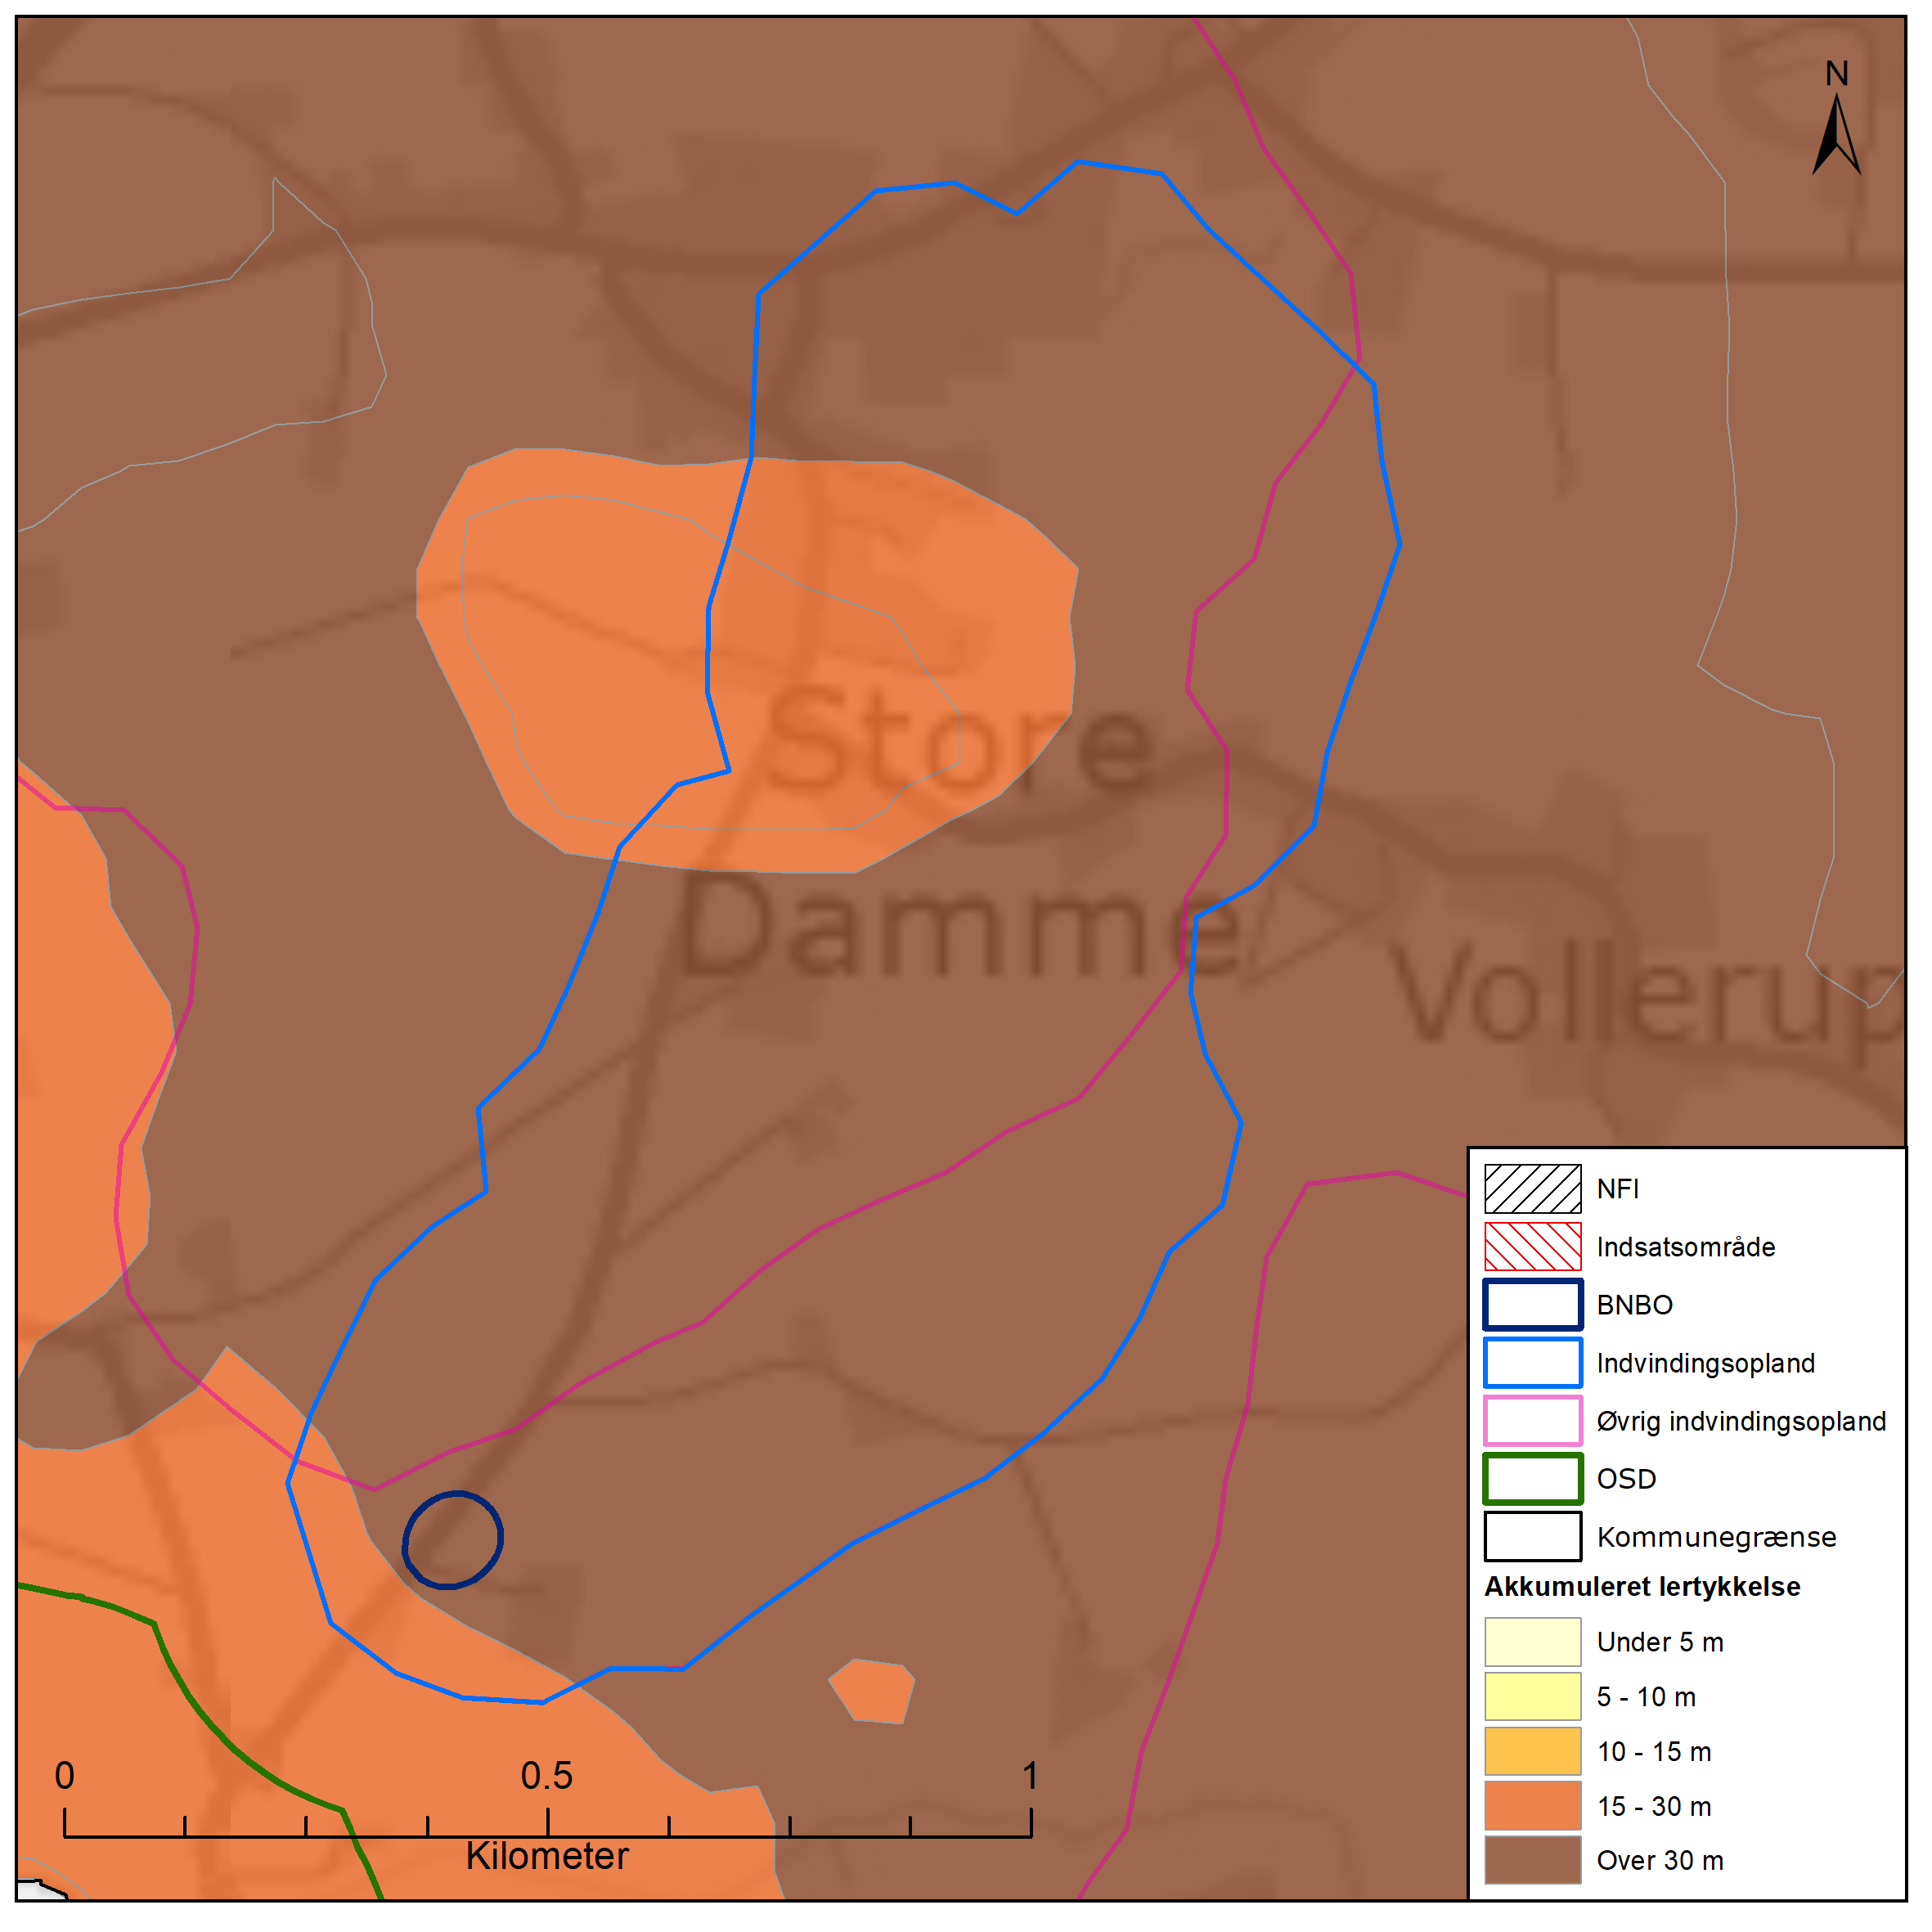 N
Store
Damme
Vollerup
NFI
Indsatsområde
BNBO
Indvindingsopland
Øvrig indvindingsopland
OSD
Kommunegrænse
Akkumuleret lertykkelse
Under 5 m
5 - 10 m
10 - 15 m
15 - 30 m
Over 30 m
0 0.5 1
Kilometer